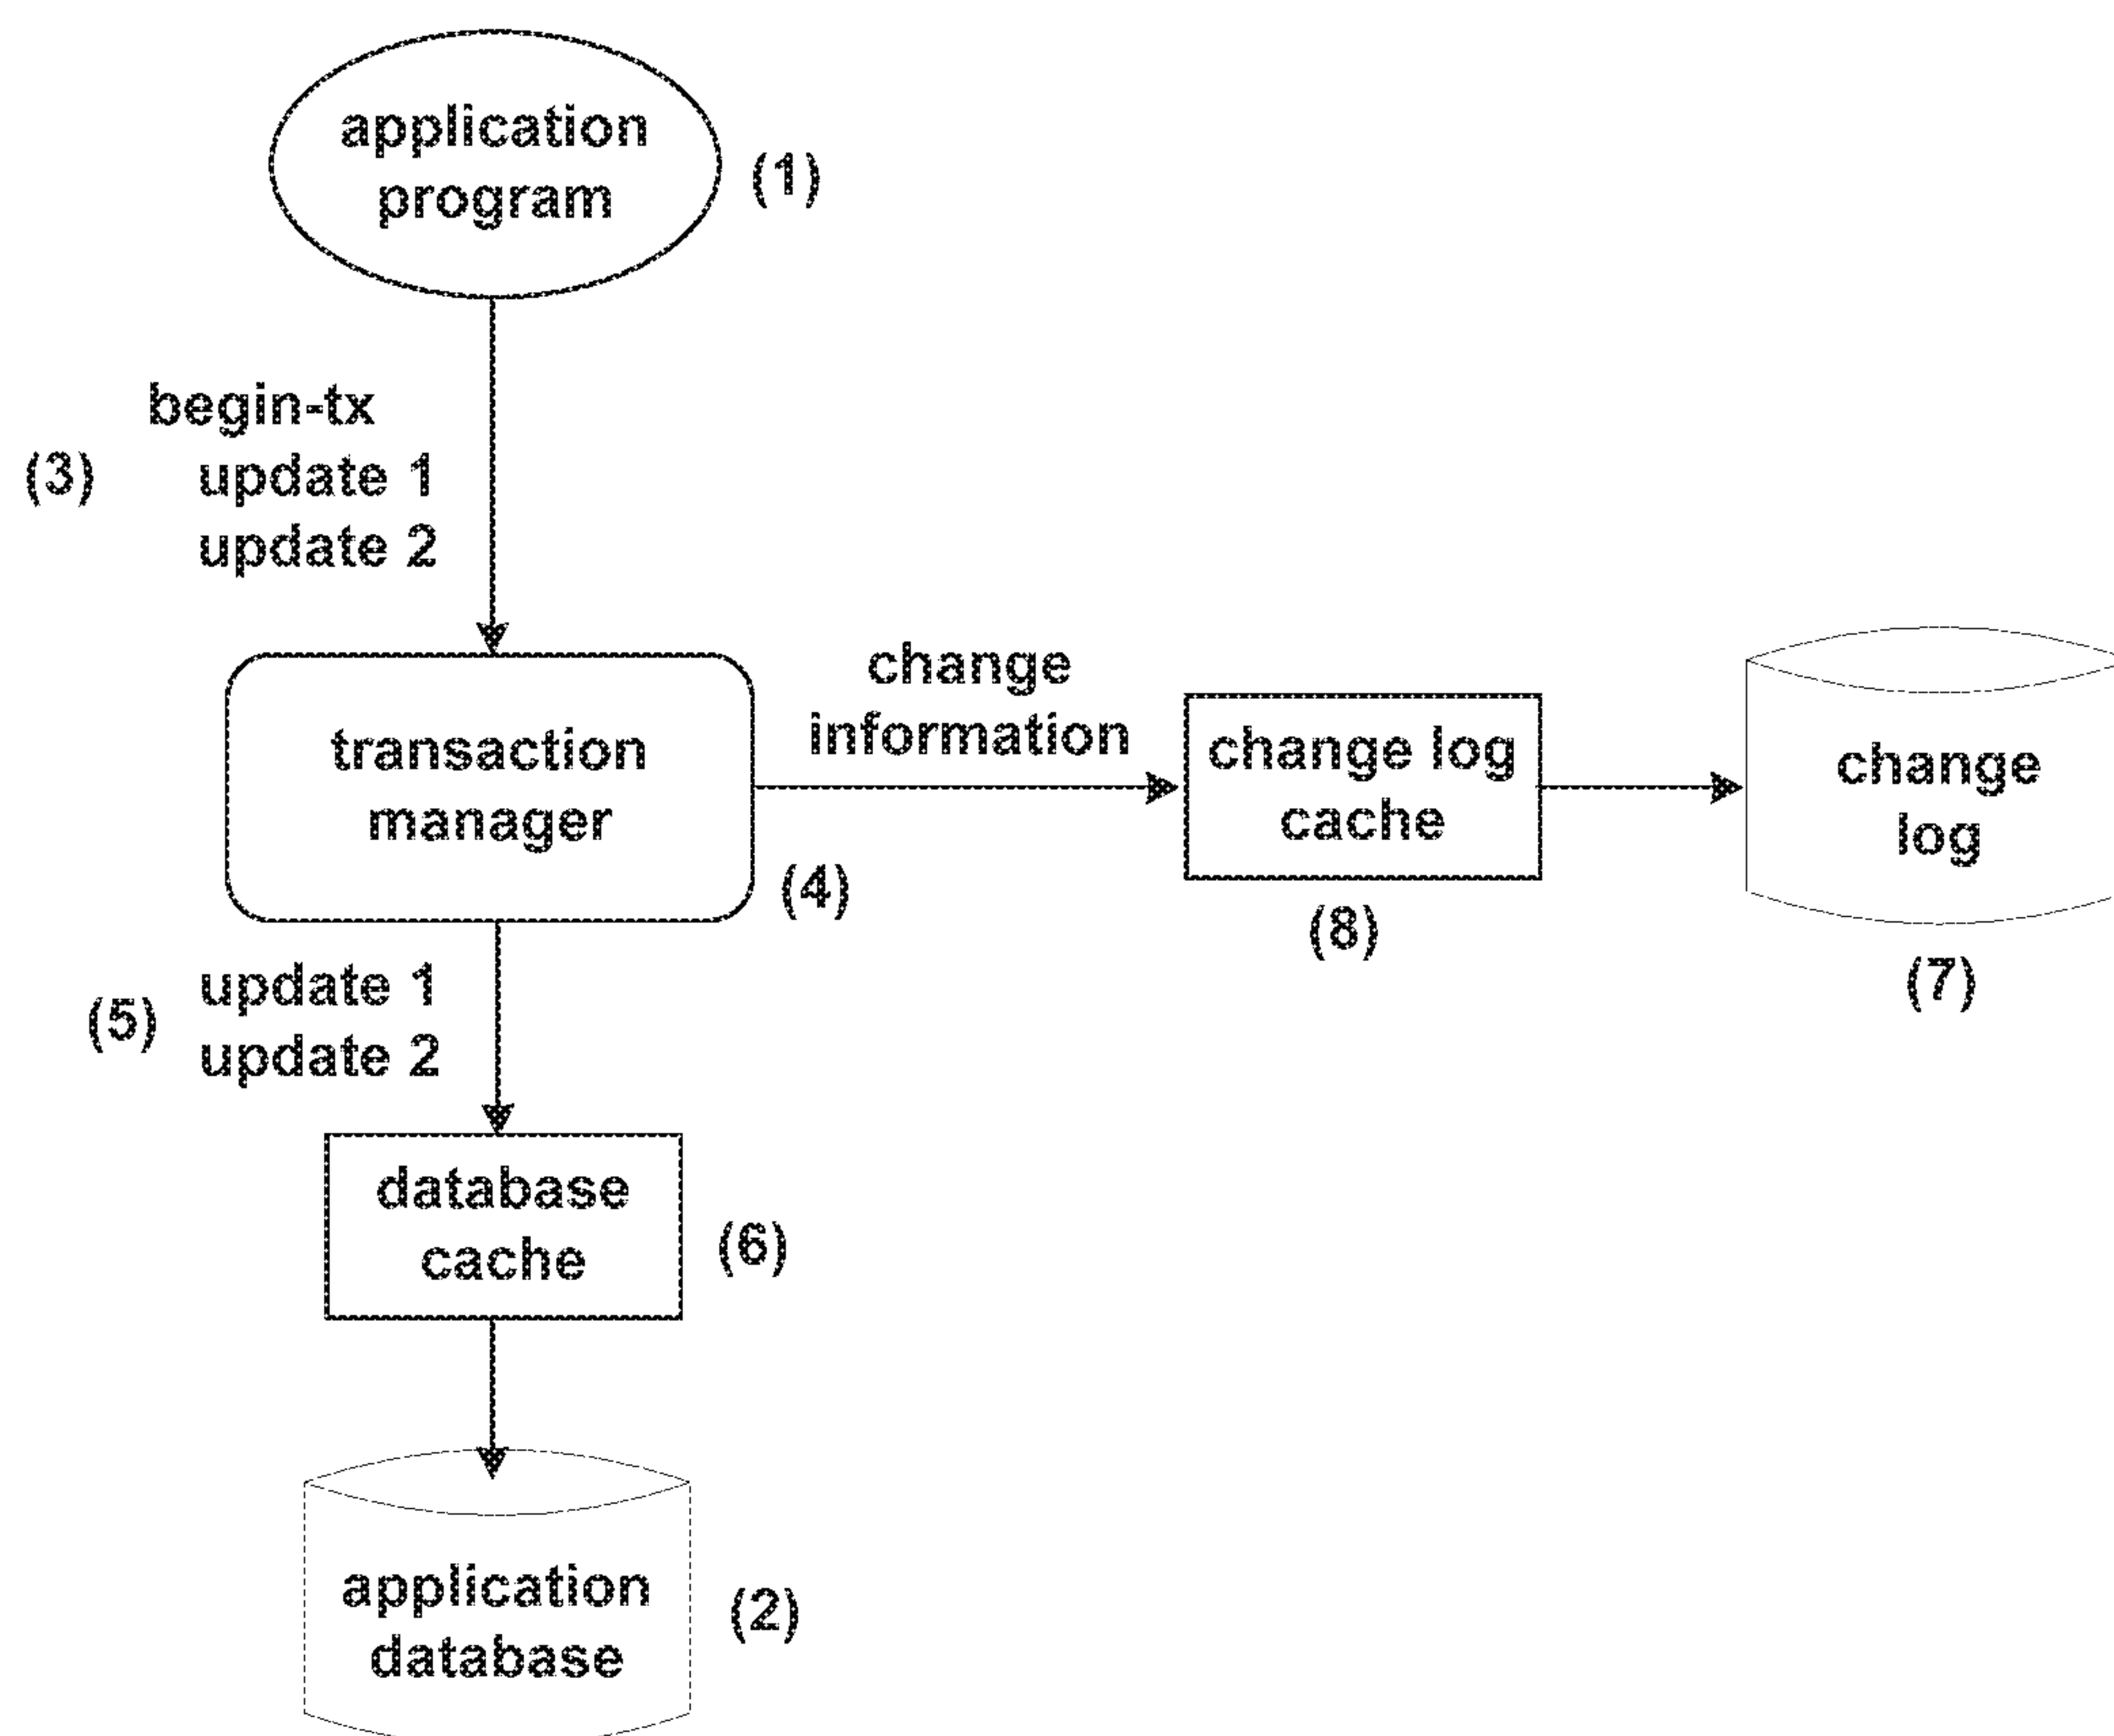 application
program
(1)
begin-tx
(3)
update 1
update 2
transaction
manager
(4)
change
information
change log
cache
(8)
change
log
(7)
(5)
update 1
update 2
database
cache
(6)
application
database
(2)